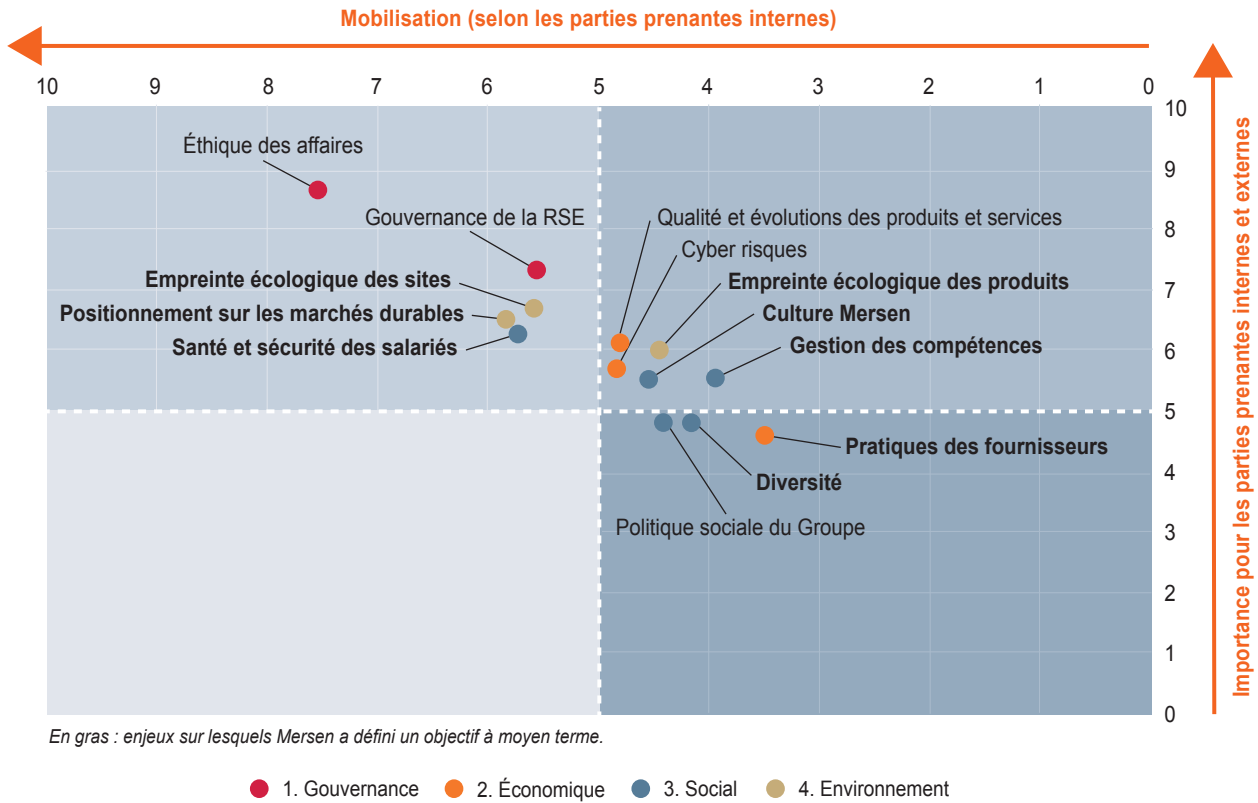 Mobilisation (selon les parties prenantes internes)
10 9 8 7 6 5 4 3 2 1 0
10
9
8
7
6
5
4
3
2
1
0
Importance pour les parties prenantes internes et externes
Éthique des affaires
Gouvernance de la RSE
Empreinte écologique des sites
Positionnement sur les marchés durables
Santé et sécurité des salariés
Qualité et évolutions des produits et services
Cyber risques
Empreinte écologique des produits
Culture Mersen
Gestion des compétences
Pratiques des fournisseurs
Diversité
Politique sociale du Groupe
En gras : enjeux sur lesquels Mersen a défini un objectif à moyen terme.
1. Gouvernance 2. Économique 3. Social 4. Environnement